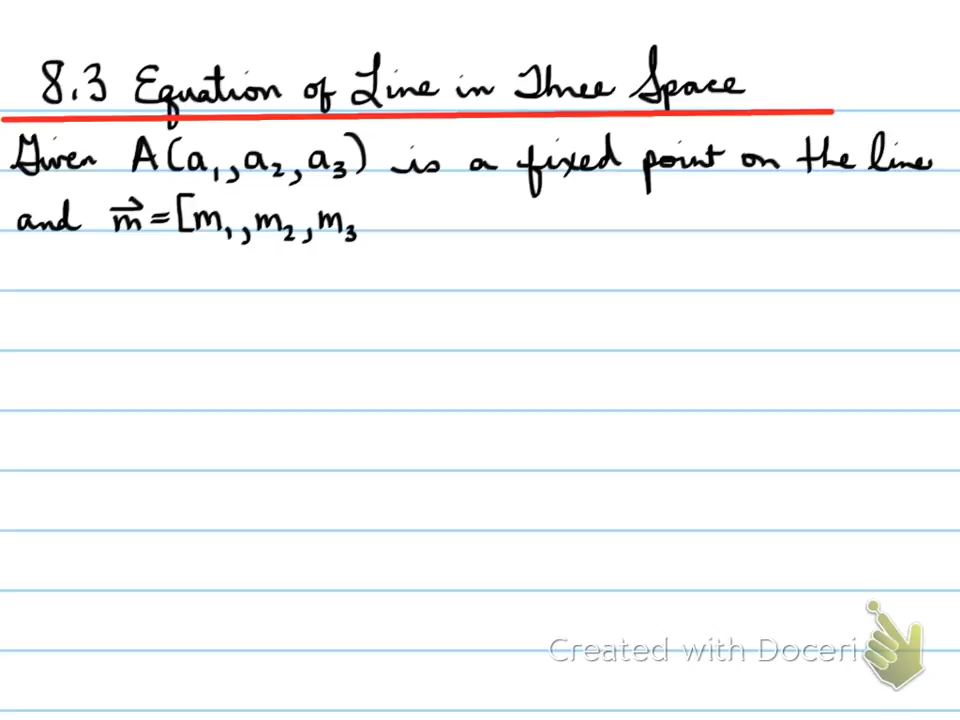 8.3 Equation of Line in Three Space
Given A(a₁,a₂,a₃) is a fixed point on the line
and m⃗=[m₁,m₂,m₃
Created with Doceri